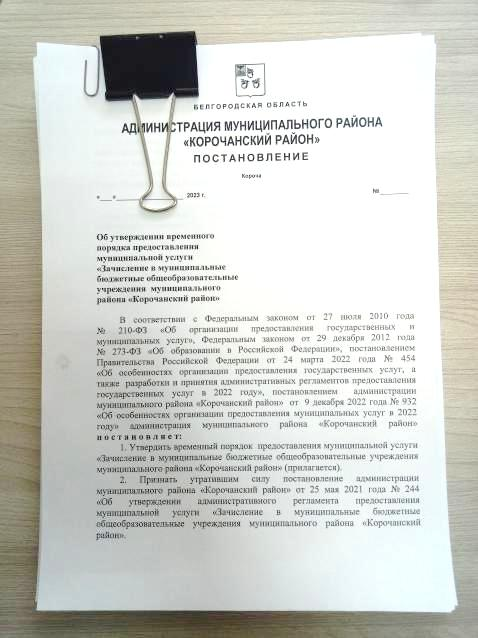 БЕЛГОРОДСКАЯ ОБЛАСТЬ
АДМИНИСТРАЦИЯ МУНИЦИПАЛЬНОГО РАЙОНА
«КОРОЧАНСКИЙ РАЙОН»
ПОСТАНОВЛЕНИЕ
Короча
«___»__________ 2023 г. №________
Об утверждении временного
порядка предоставления
муниципальной услуги
«Зачисление в муниципальные
бюджетные общеобразовательные
учреждения муниципального
района «Корочанский район»
В соответствии с Федеральным законом от 27 июля 2010 года
№ 210-ФЗ «Об организации предоставления государственных и
муниципальных услуг», Федеральным законом от 29 декабря 2012 года
№ 273-ФЗ «Об образовании в Российской Федерации», постановлением
Правительства Российской Федерации от 24 марта 2022 года № 454
«Об особенностях организации предоставления государственных услуг, а
также разработки и принятия административных регламентов предоставления
государственных услуг в 2022 году», постановлением администрации
муниципального района «Корочанский район» от 9 декабря 2022 года № 932
«Об особенностях организации предоставления муниципальных услуг в 2022
году» администрация муниципального района «Корочанский район»
постановляет:
1. Утвердить временный порядок предоставления муниципальной услуги
«Зачисление в муниципальные бюджетные общеобразовательные учреждения
муниципального района «Корочанский район» (прилагается).
2. Признать утратившим силу постановление администрации
муниципального района «Корочанский район» от 25 мая 2021 года № 244
«Об утверждении административного регламента предоставления
муниципальной услуги «Зачисление в муниципальные бюджетные
общеобразовательные учреждения муниципального района «Корочанский
район».